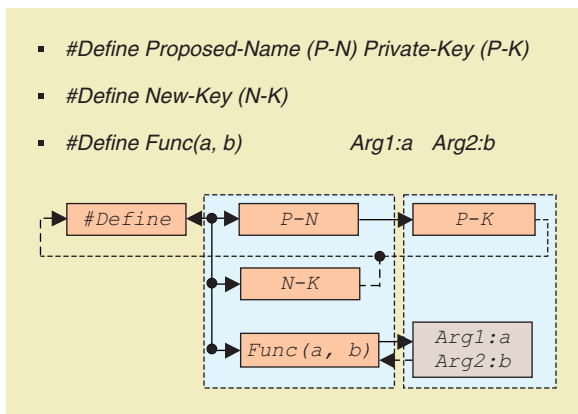 ▪ #Define Proposed-Name (P-N) Private-Key (P-K)
▪ #Define New-Key (N-K)
▪ #Define Func(a, b) Arg1:a Arg2:b
#Define P-N P-K
N-K
Func(a, b) Arg1:a
Arg2:b